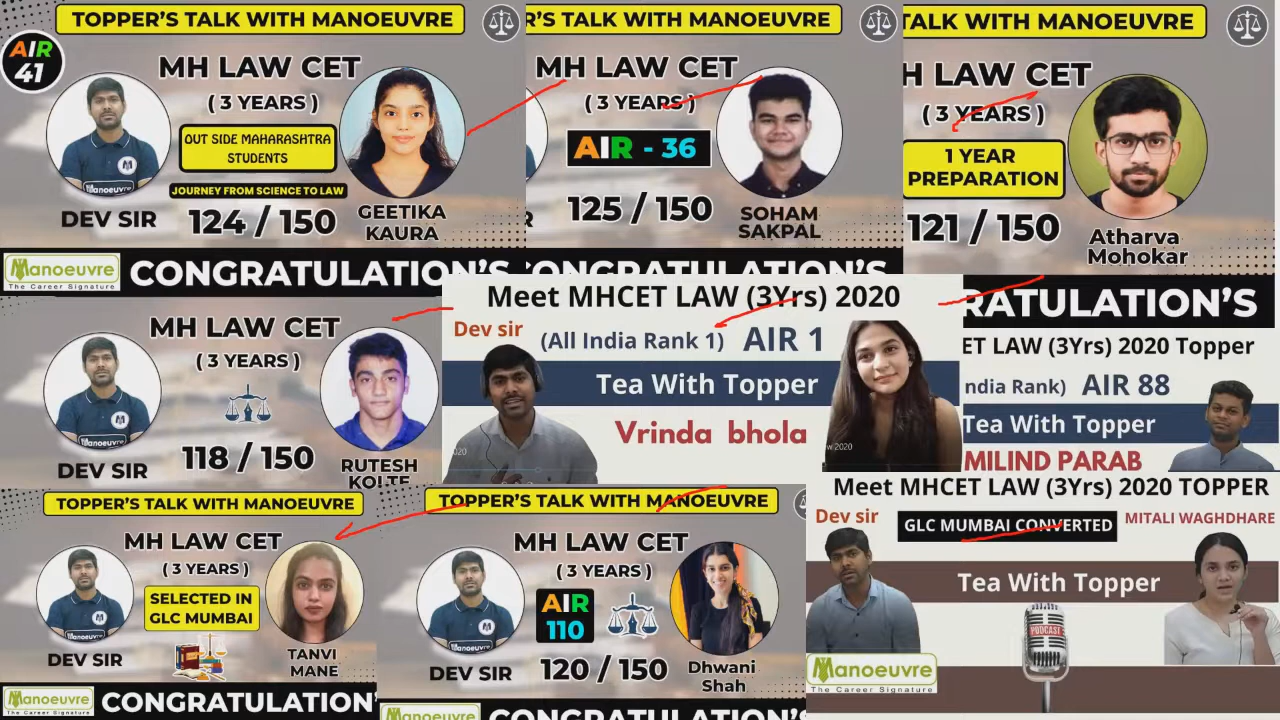 TOPPER'S TALK WITH MANOEUVRE
AIR
41
MH LAW CET
( 3 YEARS )
OUT SIDE MAHARASHTRA
STUDENTS
JOURNEY FROM SCIENCE TO LAW
DEV SIR
124 / 150
GEETIKA
KAURA
Manoeuvre
The Career Signature
CONGRATULATION'S
R'S TALK WITH MANOEUVRE
MH LAW CET
( 3 YEARS )
AIR - 36
125 / 150
SOHAM
SAKPAL
CONGRATULATION'S
TALK WITH MANOEUVRE
H LAW CET
( 3 YEARS )
1 YEAR
PREPARATION
121 / 150
Atharva
Mohokar
RATULATION'S
MH LAW CET
( 3 YEARS )
DEV SIR
118 / 150
RUTESH
KOLTE
Meet MHCET LAW (3Yrs) 2020
Dev sir
(All India Rank 1) AIR 1
Tea With Topper
Vrinda bhola
020
w 2020
ET LAW (3Yrs) 2020 Topper
ndia Rank) AIR 88
Tea With Topper
MILIND PARAB
TOPPER'S TALK WITH MANOEUVRE
MH LAW CET
( 3 YEARS )
SELECTED IN
GLC MUMBAI
DEV SIR
TANVI
MANE
Manoeuvre
The Career Signature
CONGRATULATION'
TOPPER'S TALK WITH MANOEUVRE
MH LAW CET
( 3 YEARS )
AIR
110
DEV SIR
120 / 150
Dhwani
Shah
Manoeuvre
CONGRATULATION'S
Meet MHCET LAW (3Yrs) 2020 TOPPER
Dev sir
GLC MUMBAI CONVERTED
MITALI WAGHDHARE
Tea With Topper
PODCAST
Manoeuvre
The Career Signature